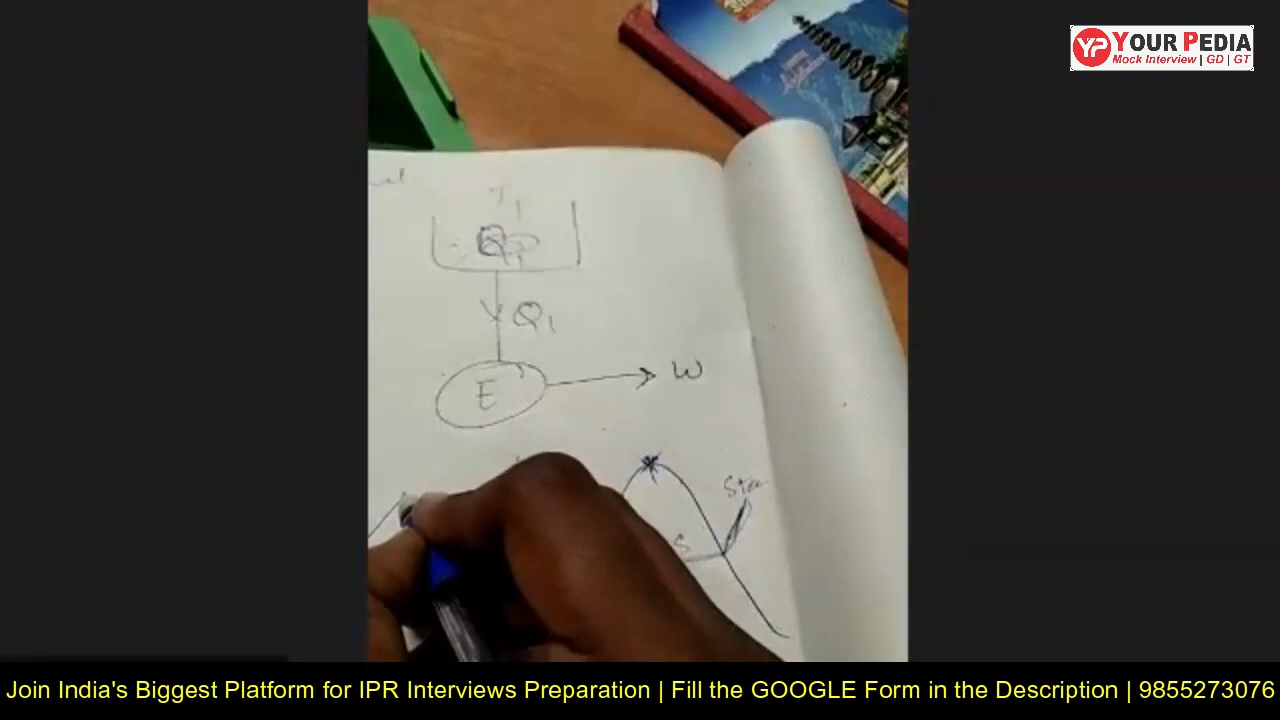 YOUR PEDIA
Mock Interview | GD | GT
Q1
E
W
S
Join India's Biggest Platform for IPR Interviews Preparation | Fill the GOOGLE Form in the Description | 9855273076